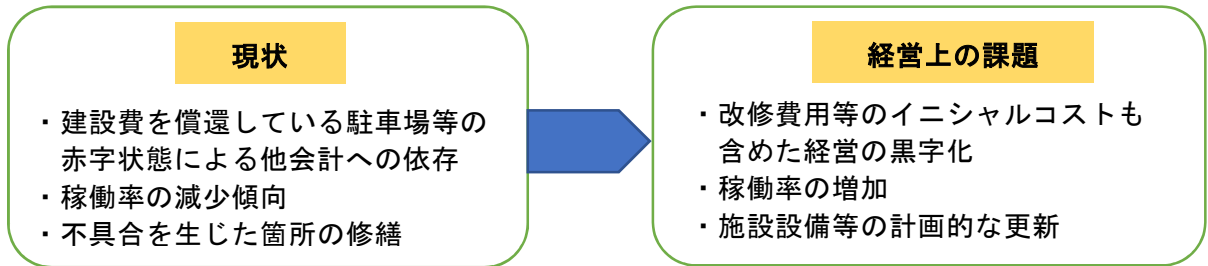 現状
・建設費を償還している駐車場等の
赤字状態による他会計への依存
・稼働率の減少傾向
・不具合を生じた箇所の修繕
経営上の課題
・改修費用等のイニシャルコストも
含めた経営の黒字化
・稼働率の増加
・施設設備等の計画的な更新